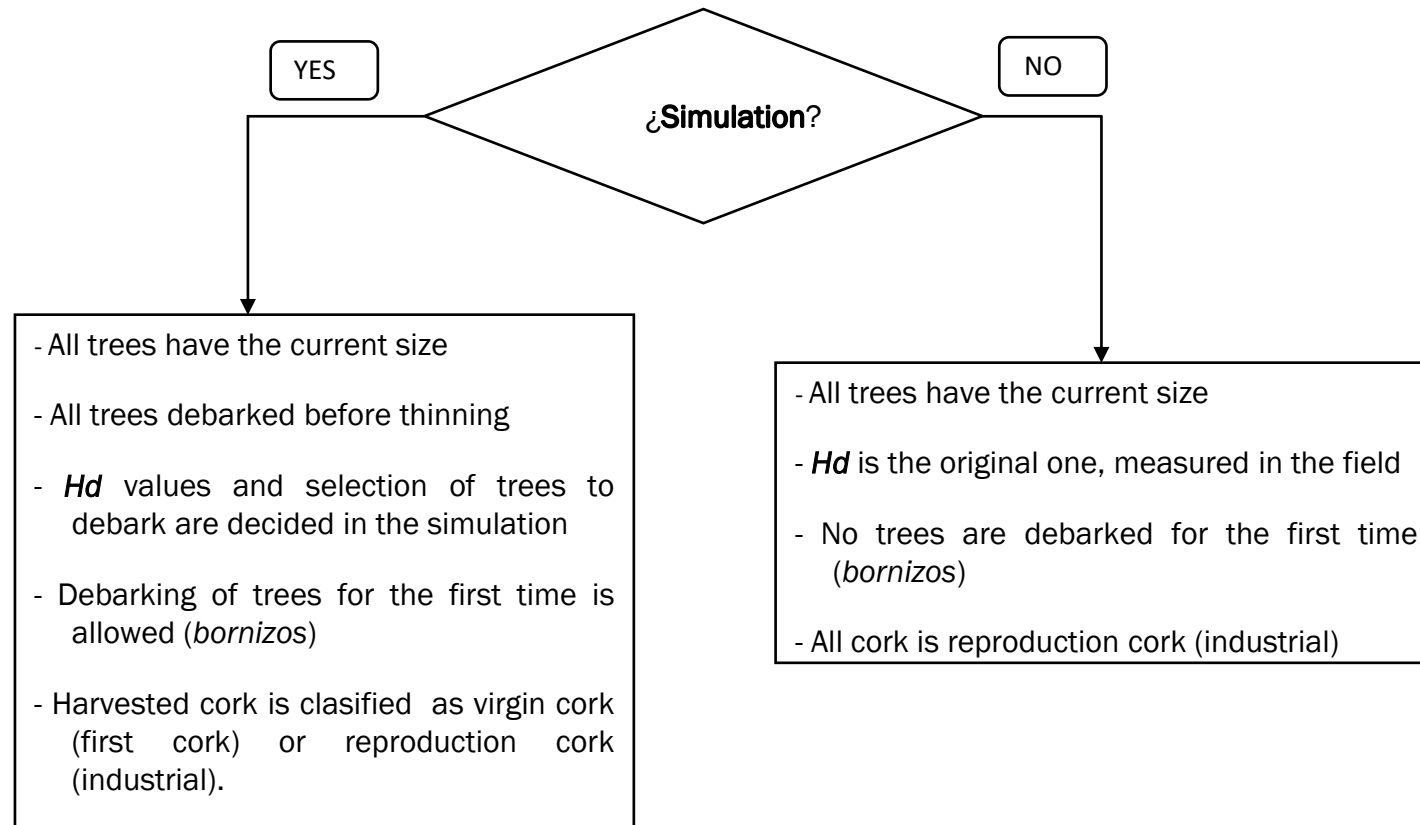 YES
NO
¿Simulation?
- All trees have the current size
- All trees debarked before thinning
- Hd values and selection of trees to
debark are decided in the simulation
- Debarking of trees for the first time is
allowed (bornizos)
- Harvested cork is clasified as virgin cork
(first cork) or reproduction cork
(industrial).
- All trees have the current size
- Hd is the original one, measured in the field
- No trees are debarked for the first time
(bornizos)
- All cork is reproduction cork (industrial)